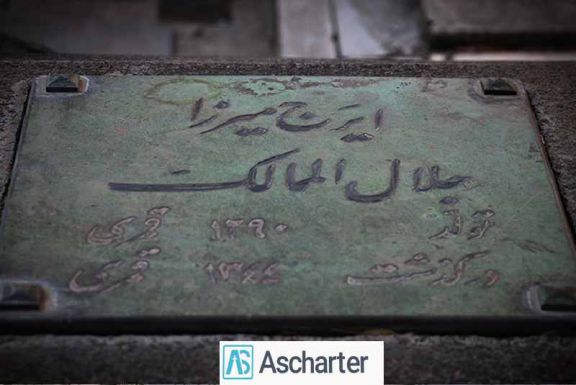 ایرج میرزا
جلال الممالک
تولد ۱۲۹۰ قمری
درگذشت ۱۳۴۴ قمری
Ascharter